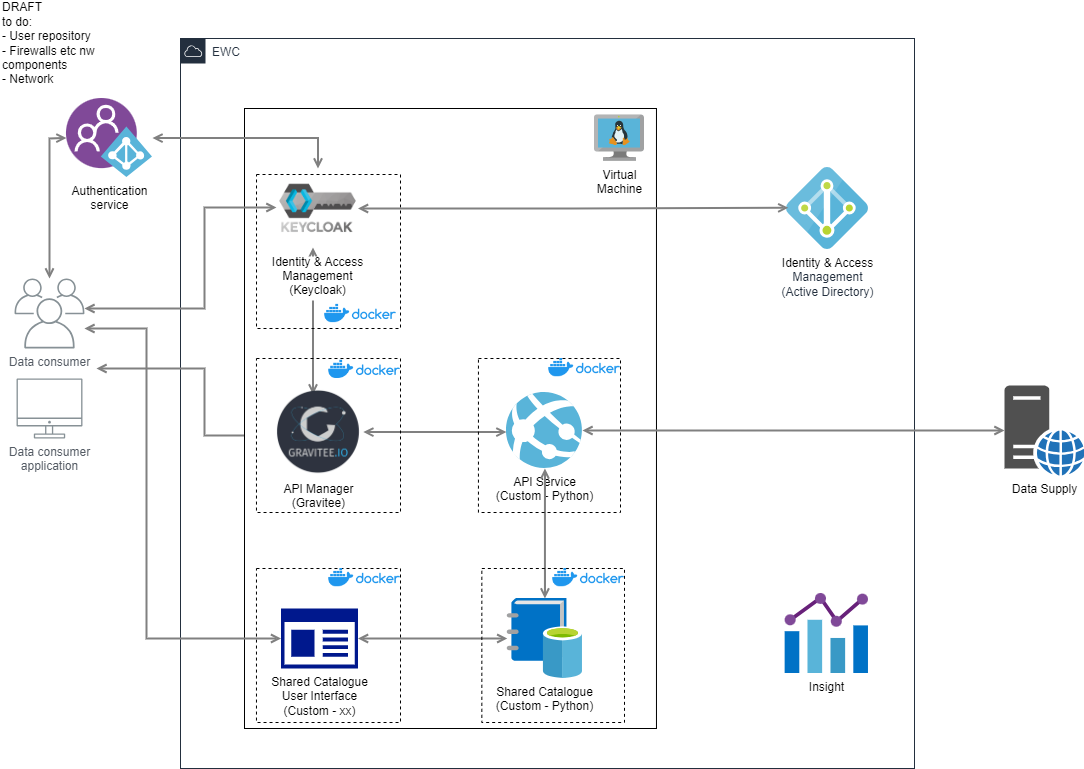 DRAFT
to do:
- User repository
- Firewalls etc nw
components
- Network
EWC
Authentication
service
Virtual
Machine
KEYCLOAK
Identity & Access
Management
(Keycloak)
docker
Identity & Access
Management
(Active Directory)
Data consumer
Data consumer
application
docker
GRAVITEE.IO
API Manager
(Gravitee)
docker
API Service
(Custom - Python)
Data Supply
docker
Shared Catalogue
User Interface
(Custom - xx)
docker
Shared Catalogue
(Custom - Python)
Insight